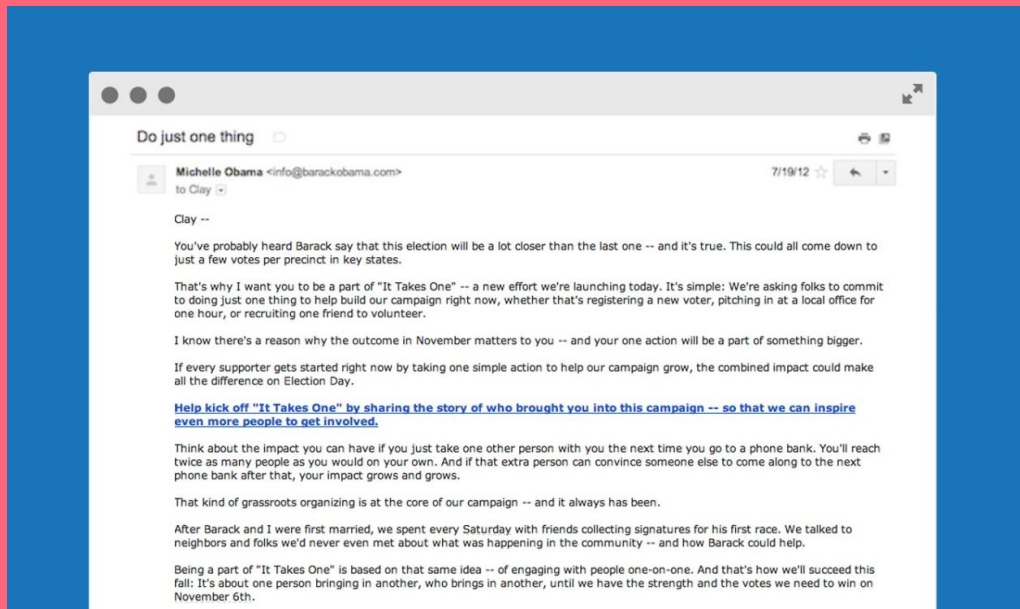 Do just one thing
Michelle Obama <info@barackobama.com>
7/19/12
to Clay
Clay --
You've probably heard Barack say that this election will be a lot closer than the last one -- and it's true. This could all come down to
just a few votes per precinct in key states.
That's why I want you to be a part of "It Takes One" -- a new effort we're launching today. It's simple: We're asking folks to commit
to doing just one thing to help build our campaign right now, whether that's registering a new voter, pitching in at a local office for
one hour, or recruiting one friend to volunteer.
I know there's a reason why the outcome in November matters to you -- and your one action will be a part of something bigger.
If every supporter gets started right now by taking one simple action to help our campaign grow, the combined impact could make
all the difference on Election Day.
Help kick off "It Takes One" by sharing the story of who brought you into this campaign -- so that we can inspire
even more people to get involved.
Think about the impact you can have if you just take one other person with you the next time you go to a phone bank. You'll reach
twice as many people as you would on your own. And if that extra person can convince someone else to come along to the next
phone bank after that, your impact grows and grows.
That kind of grassroots organizing is at the core of our campaign -- and it always has been.
After Barack and I were first married, we spent every Saturday with friends collecting signatures for his first race. We talked to
neighbors and folks we'd never even met about what was happening in the community -- and how Barack could help.
Being a part of "It Takes One" is based on that same idea -- of engaging with people one-on-one. And that's how we'll succeed this
fall: It's about one person bringing in another, who brings in another, until we have the strength and the votes we need to win on
November 6th.